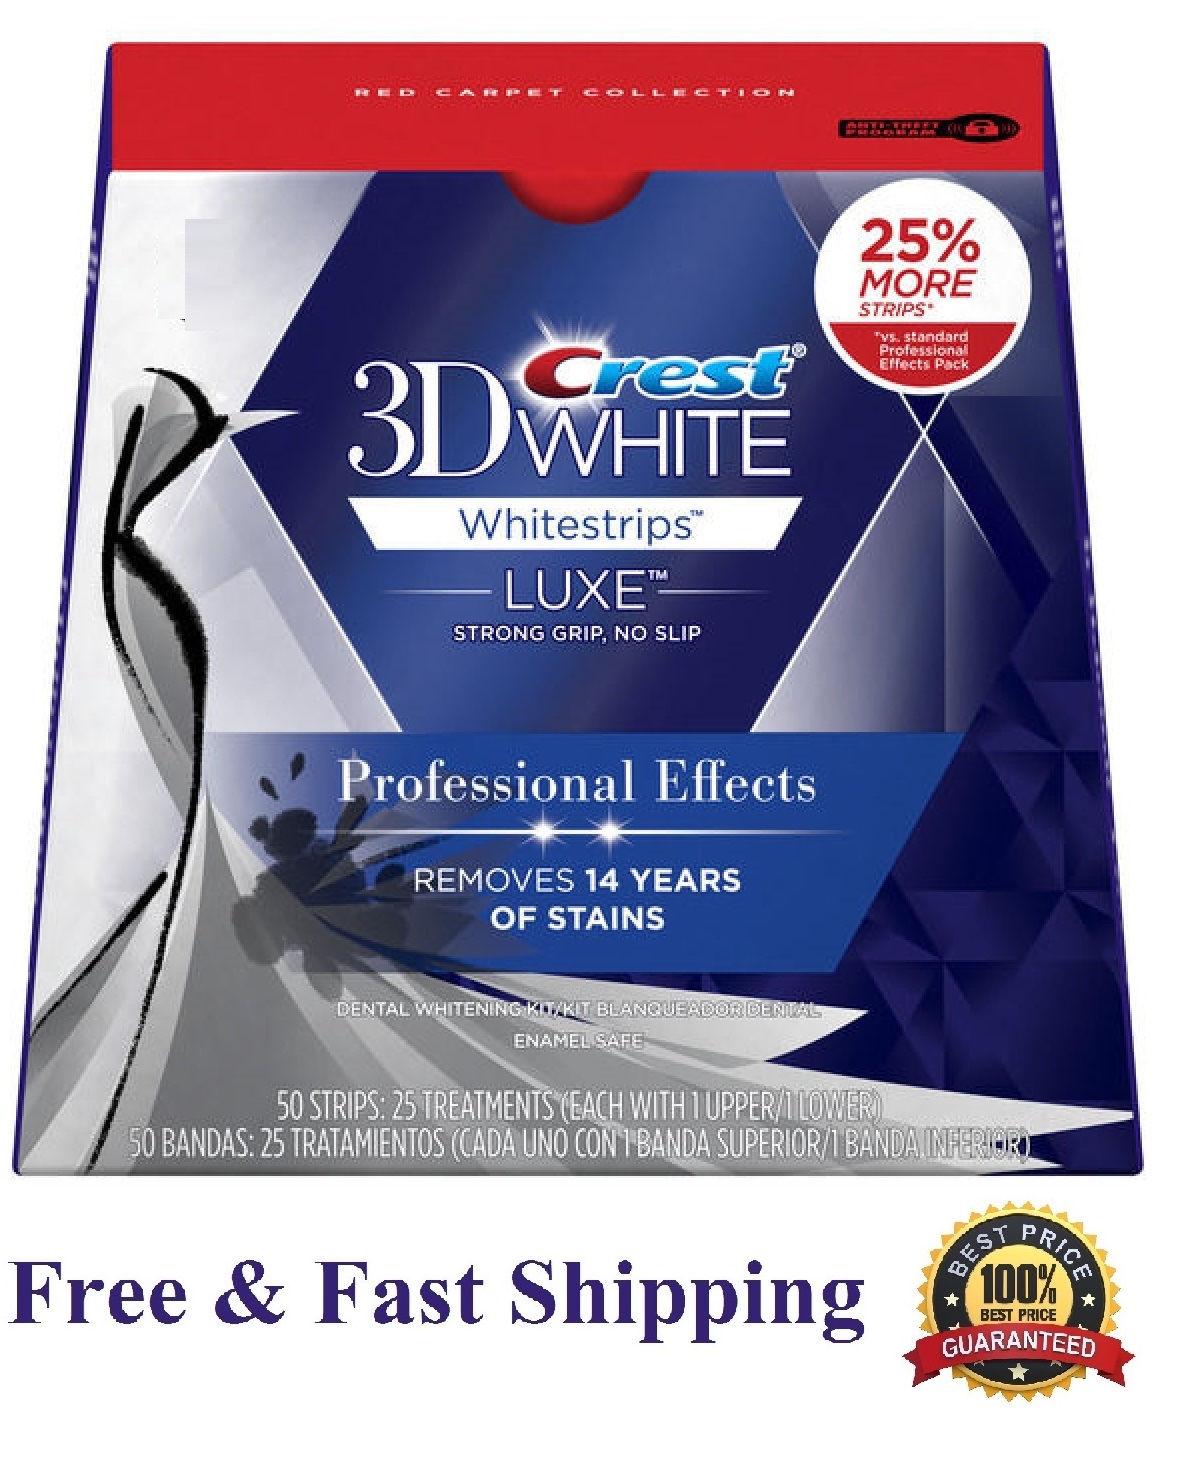 RED CARPET COLLECTION
ANTI-THEFT
PROGRAM
25%
MORE
STRIPS*
*vs. standard
Professional
Effects Pack
Crest®
3DWHITE
Whitestrips™
LUXE™
STRONG GRIP, NO SLIP
Professional Effects
REMOVES 14 YEARS
OF STAINS
DENTAL WHITENING KIT/KIT BLANQUEADOR DENTAL
ENAMEL SAFE
50 STRIPS: 25 TREATMENTS (EACH WITH 1 UPPER/1 LOWER)
50 BANDAS: 25 TRATAMIENTOS (CADA UNO CON 1 BANDA SUPERIOR/1 BANDA INFERIOR)
Free & Fast Shipping
BEST PRICE
100%
BEST PRICE
GUARANTEED